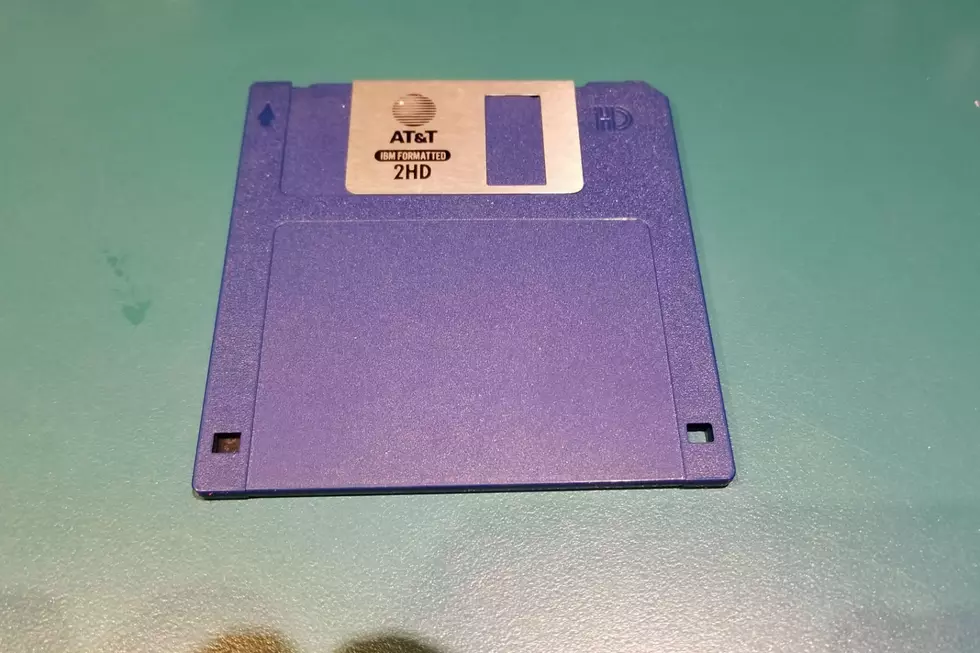 AT&T
IBM FORMATTED
2HD
HD